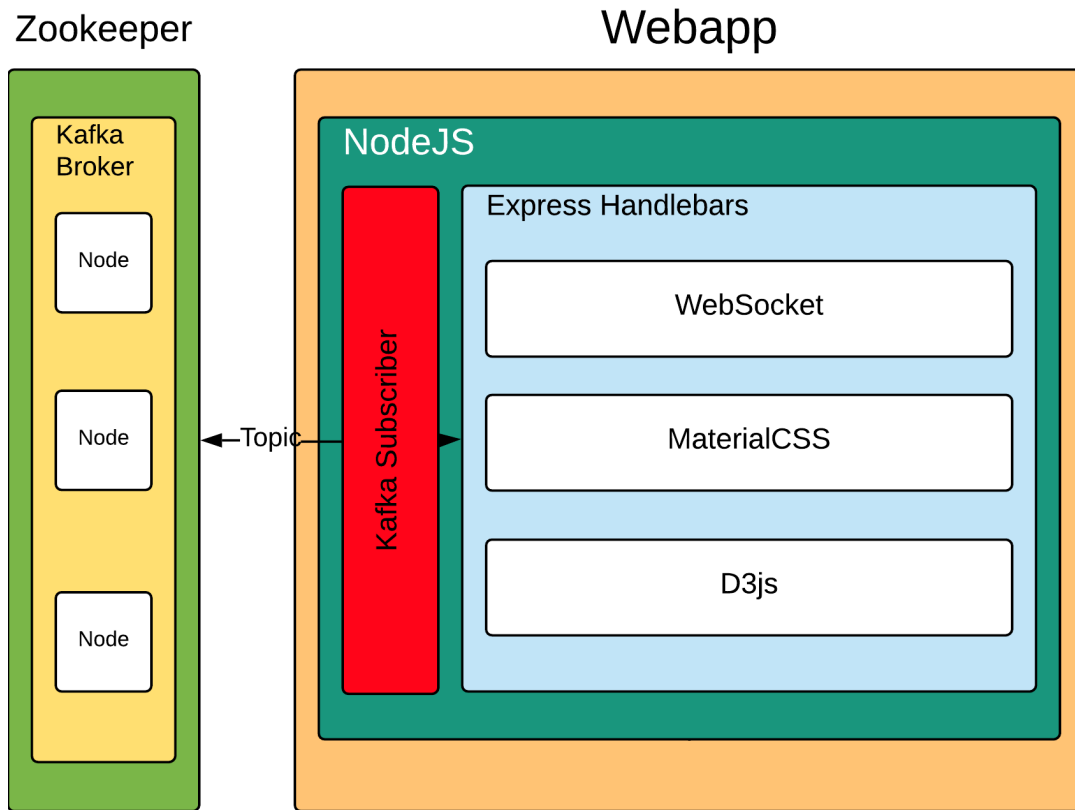 Zookeeper
Webapp
Kafka
Broker
NodeJS
Express Handlebars
Node
WebSocket
Kafka Subscriber
Node
Topic
MaterialCSS
D3js
Node